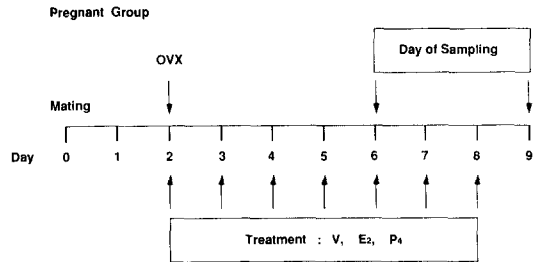 Pregnant Group
Day of Sampling
OVX
Mating
Day 0 1 2 3 4 5 6 7 8 9
Treatment : V, E2, P4